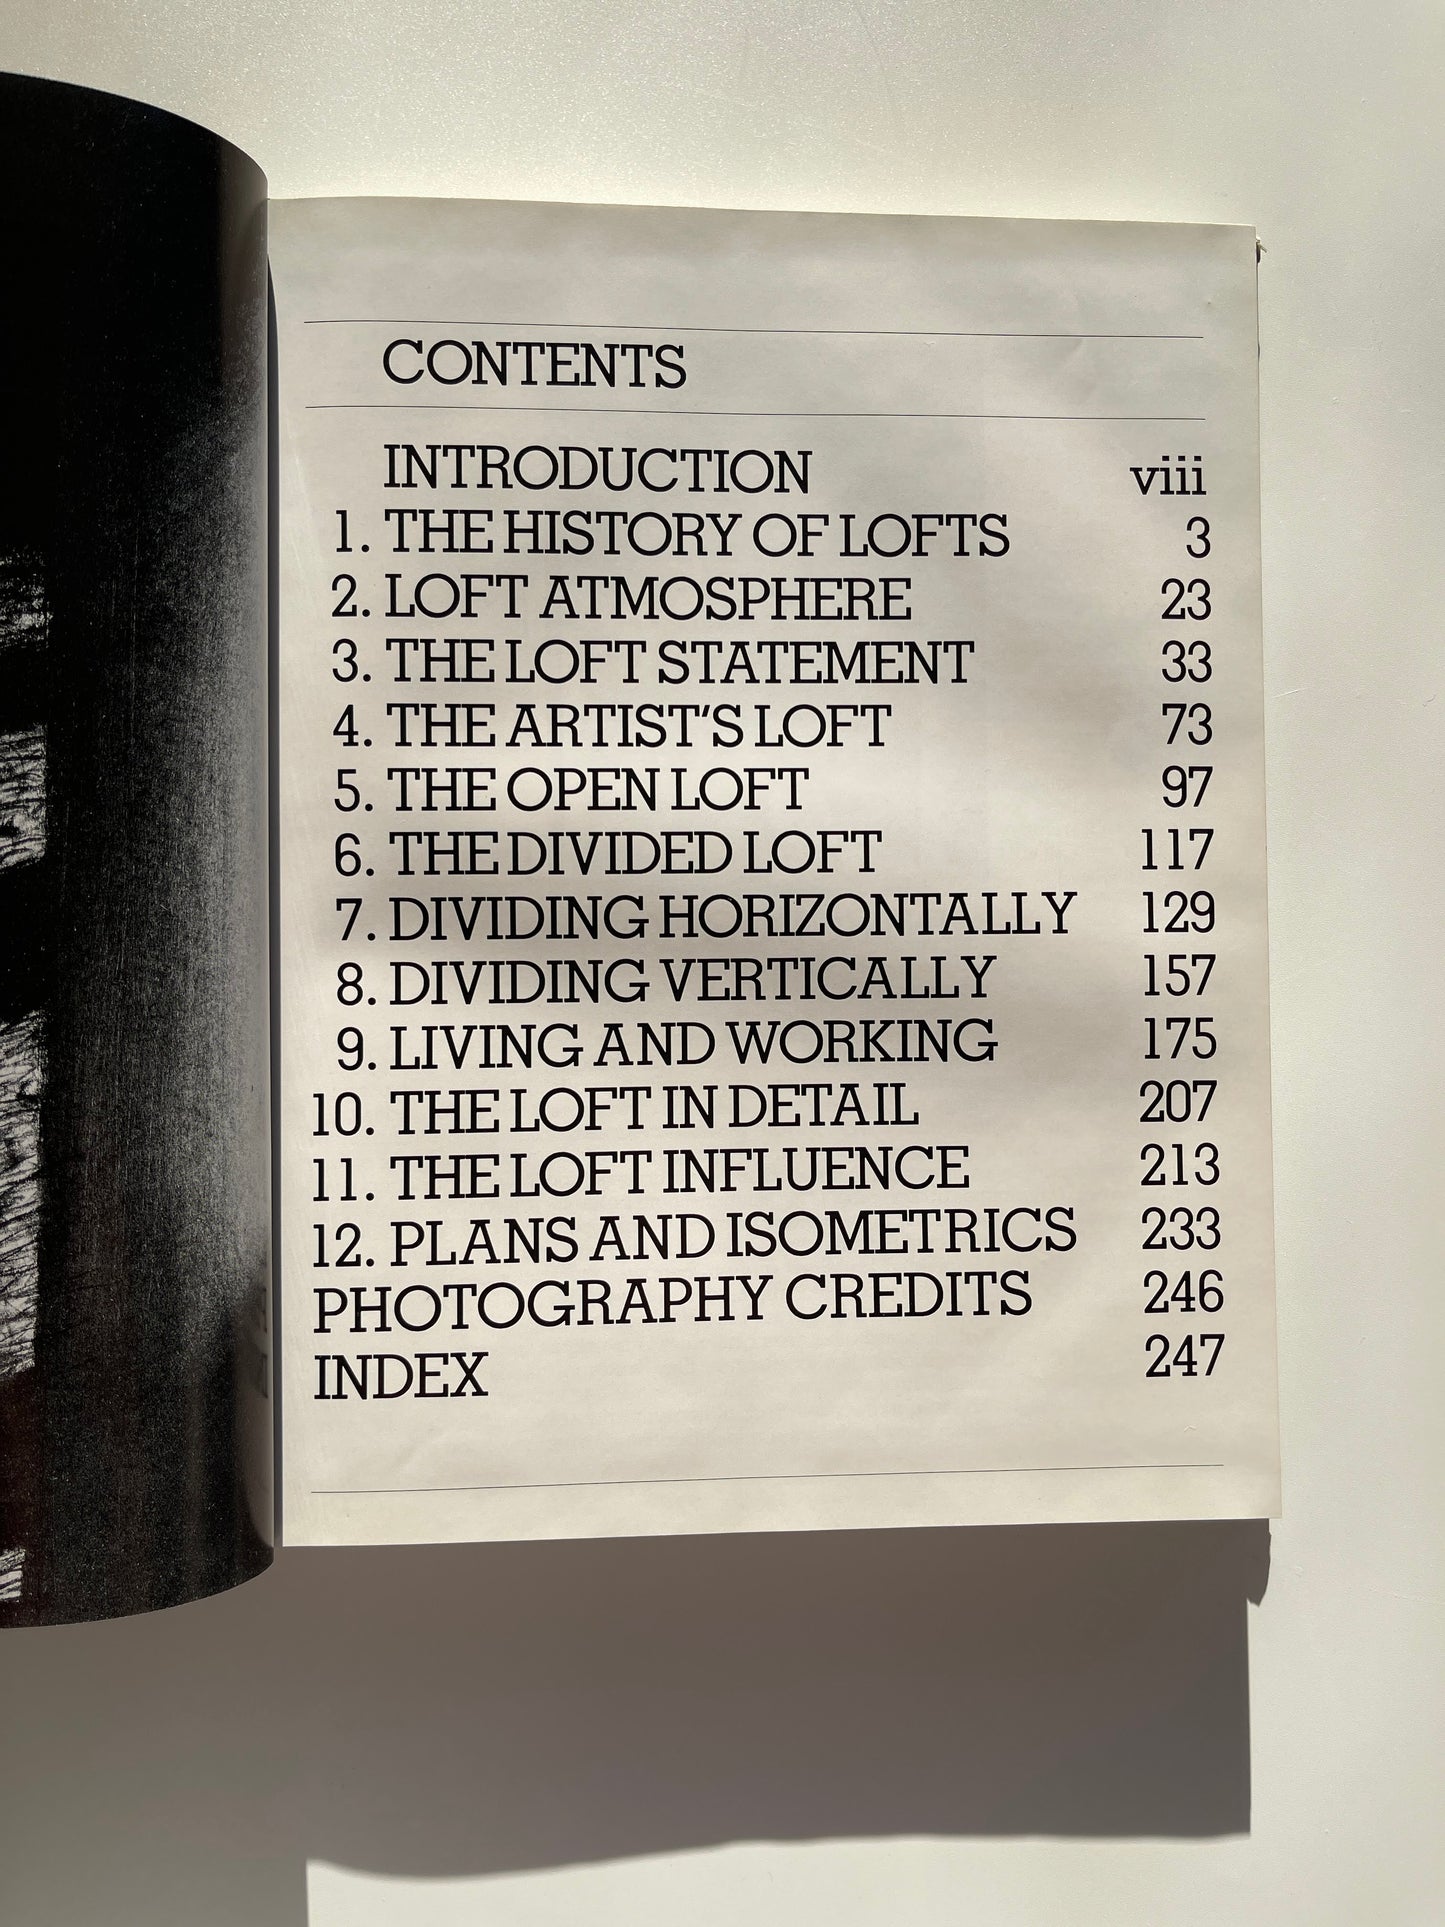 CONTENTS
INTRODUCTION viii
1. THE HISTORY OF LOFTS 3
2. LOFT ATMOSPHERE 23
3. THE LOFT STATEMENT 33
4. THE ARTIST'S LOFT 73
5. THE OPEN LOFT 97
6. THE DIVIDED LOFT 117
7. DIVIDING HORIZONTALLY 129
8. DIVIDING VERTICALLY 157
9. LIVING AND WORKING 175
10. THE LOFT IN DETAIL 207
11. THE LOFT INFLUENCE 213
12. PLANS AND ISOMETRICS 233
PHOTOGRAPHY CREDITS 246
INDEX 247